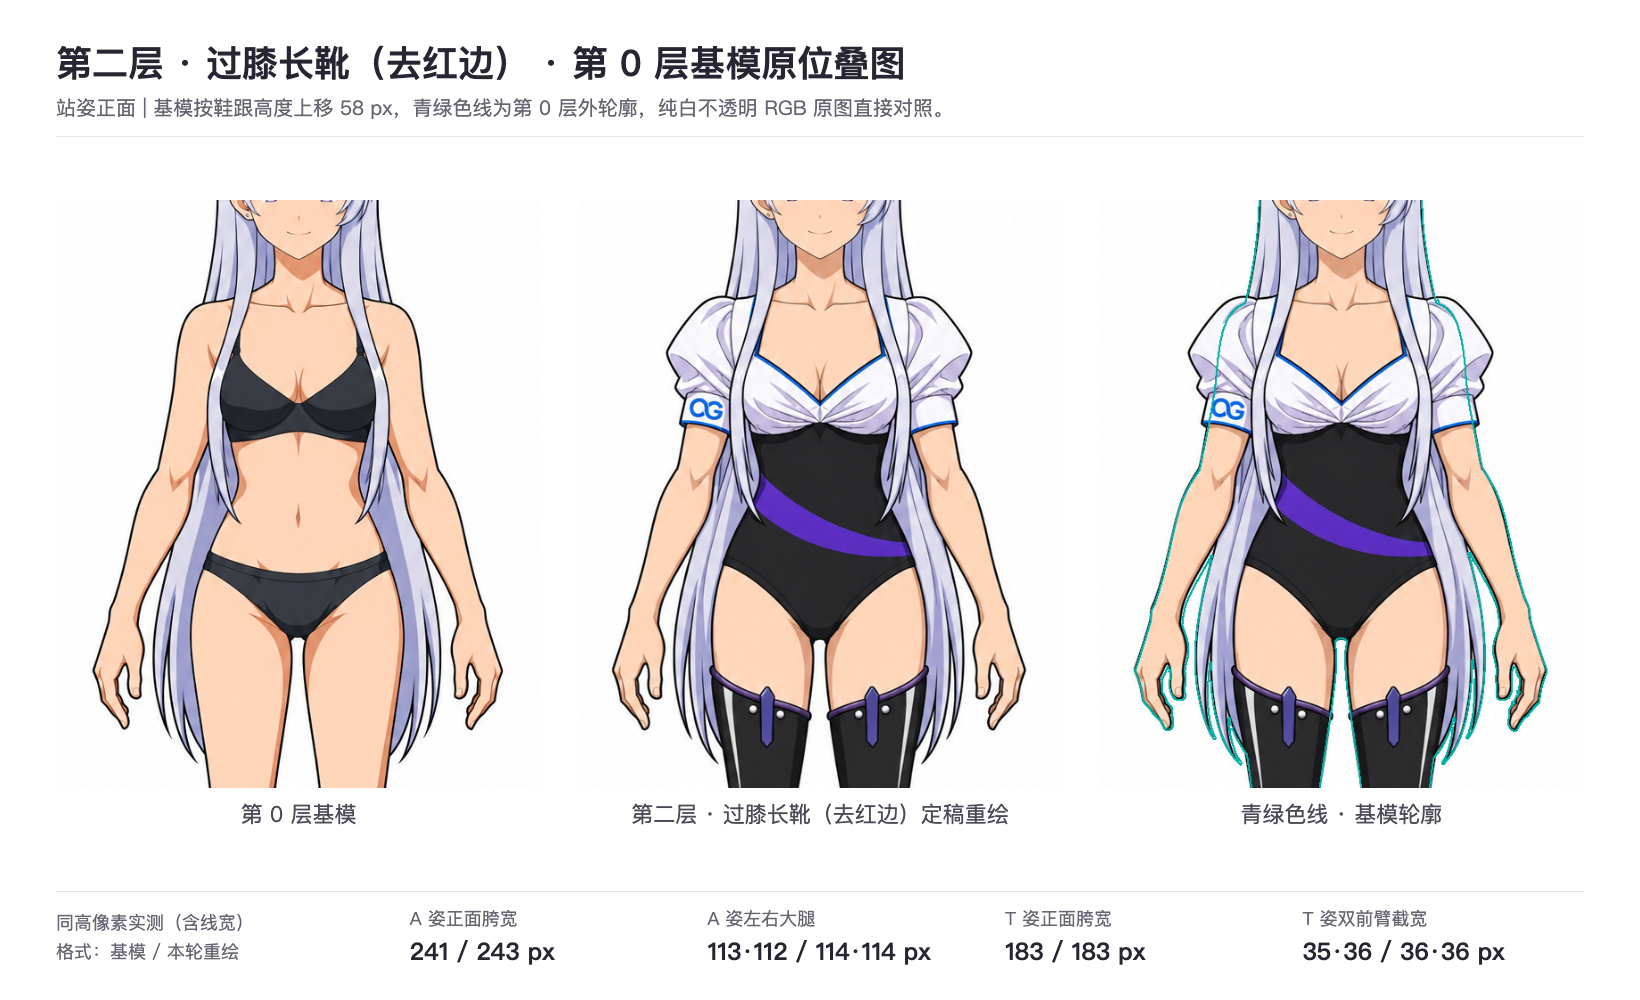 第二层 · 过膝长靴（去红边） · 第 0 层基模原位叠图
站姿正面 | 基模按鞋跟高度上移 58 px，青绿色线为第 0 层外轮廓，纯白不透明 RGB 原图直接对照。
OG
OG
第 0 层基模
第二层 · 过膝长靴（去红边）定稿重绘
青绿色线 · 基模轮廓
同高像素实测（含线宽）
格式：基模 / 本轮重绘
A 姿正面胯宽
241 / 243 px
A 姿左右大腿
113·112 / 114·114 px
T 姿正面胯宽
183 / 183 px
T 姿双前臂截宽
35·36 / 36·36 px